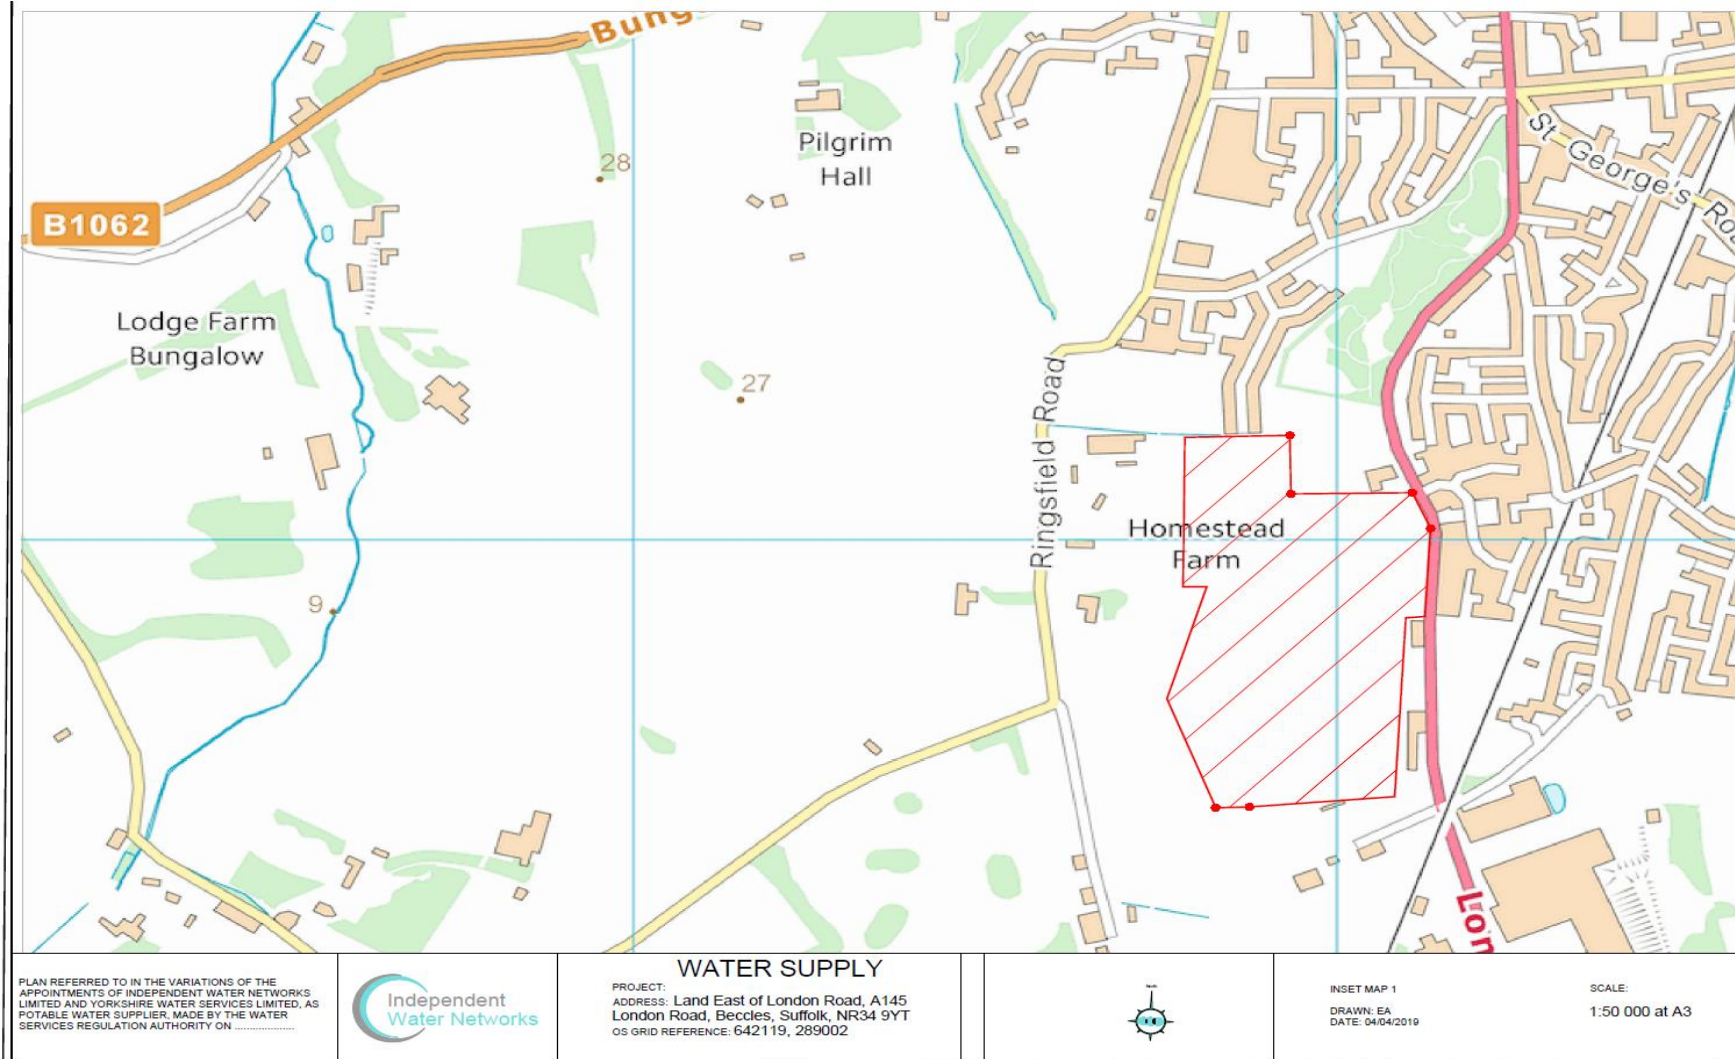 Bung
B1062
28
Pilgrim
Hall
St George's Roa
Lodge Farm
Bungalow
27
Ringsfield Road
Homestead
Farm
9
Lon
PLAN REFERRED TO IN THE VARIATIONS OF THE
APPOINTMENTS OF INDEPENDENT WATER NETWORKS
LIMITED AND YORKSHIRE WATER SERVICES LIMITED, AS
POTABLE WATER SUPPLIER, MADE BY THE WATER
SERVICES REGULATION AUTHORITY ON ......................
Independent
Water Networks
WATER SUPPLY
PROJECT:
ADDRESS: Land East of London Road, A145
London Road, Beccles, Suffolk, NR34 9YT
OS GRID REFERENCE: 642119, 289002
INSET MAP 1
DRAWN: EA
DATE: 04/04/2019
SCALE:
1:50 000 at A3